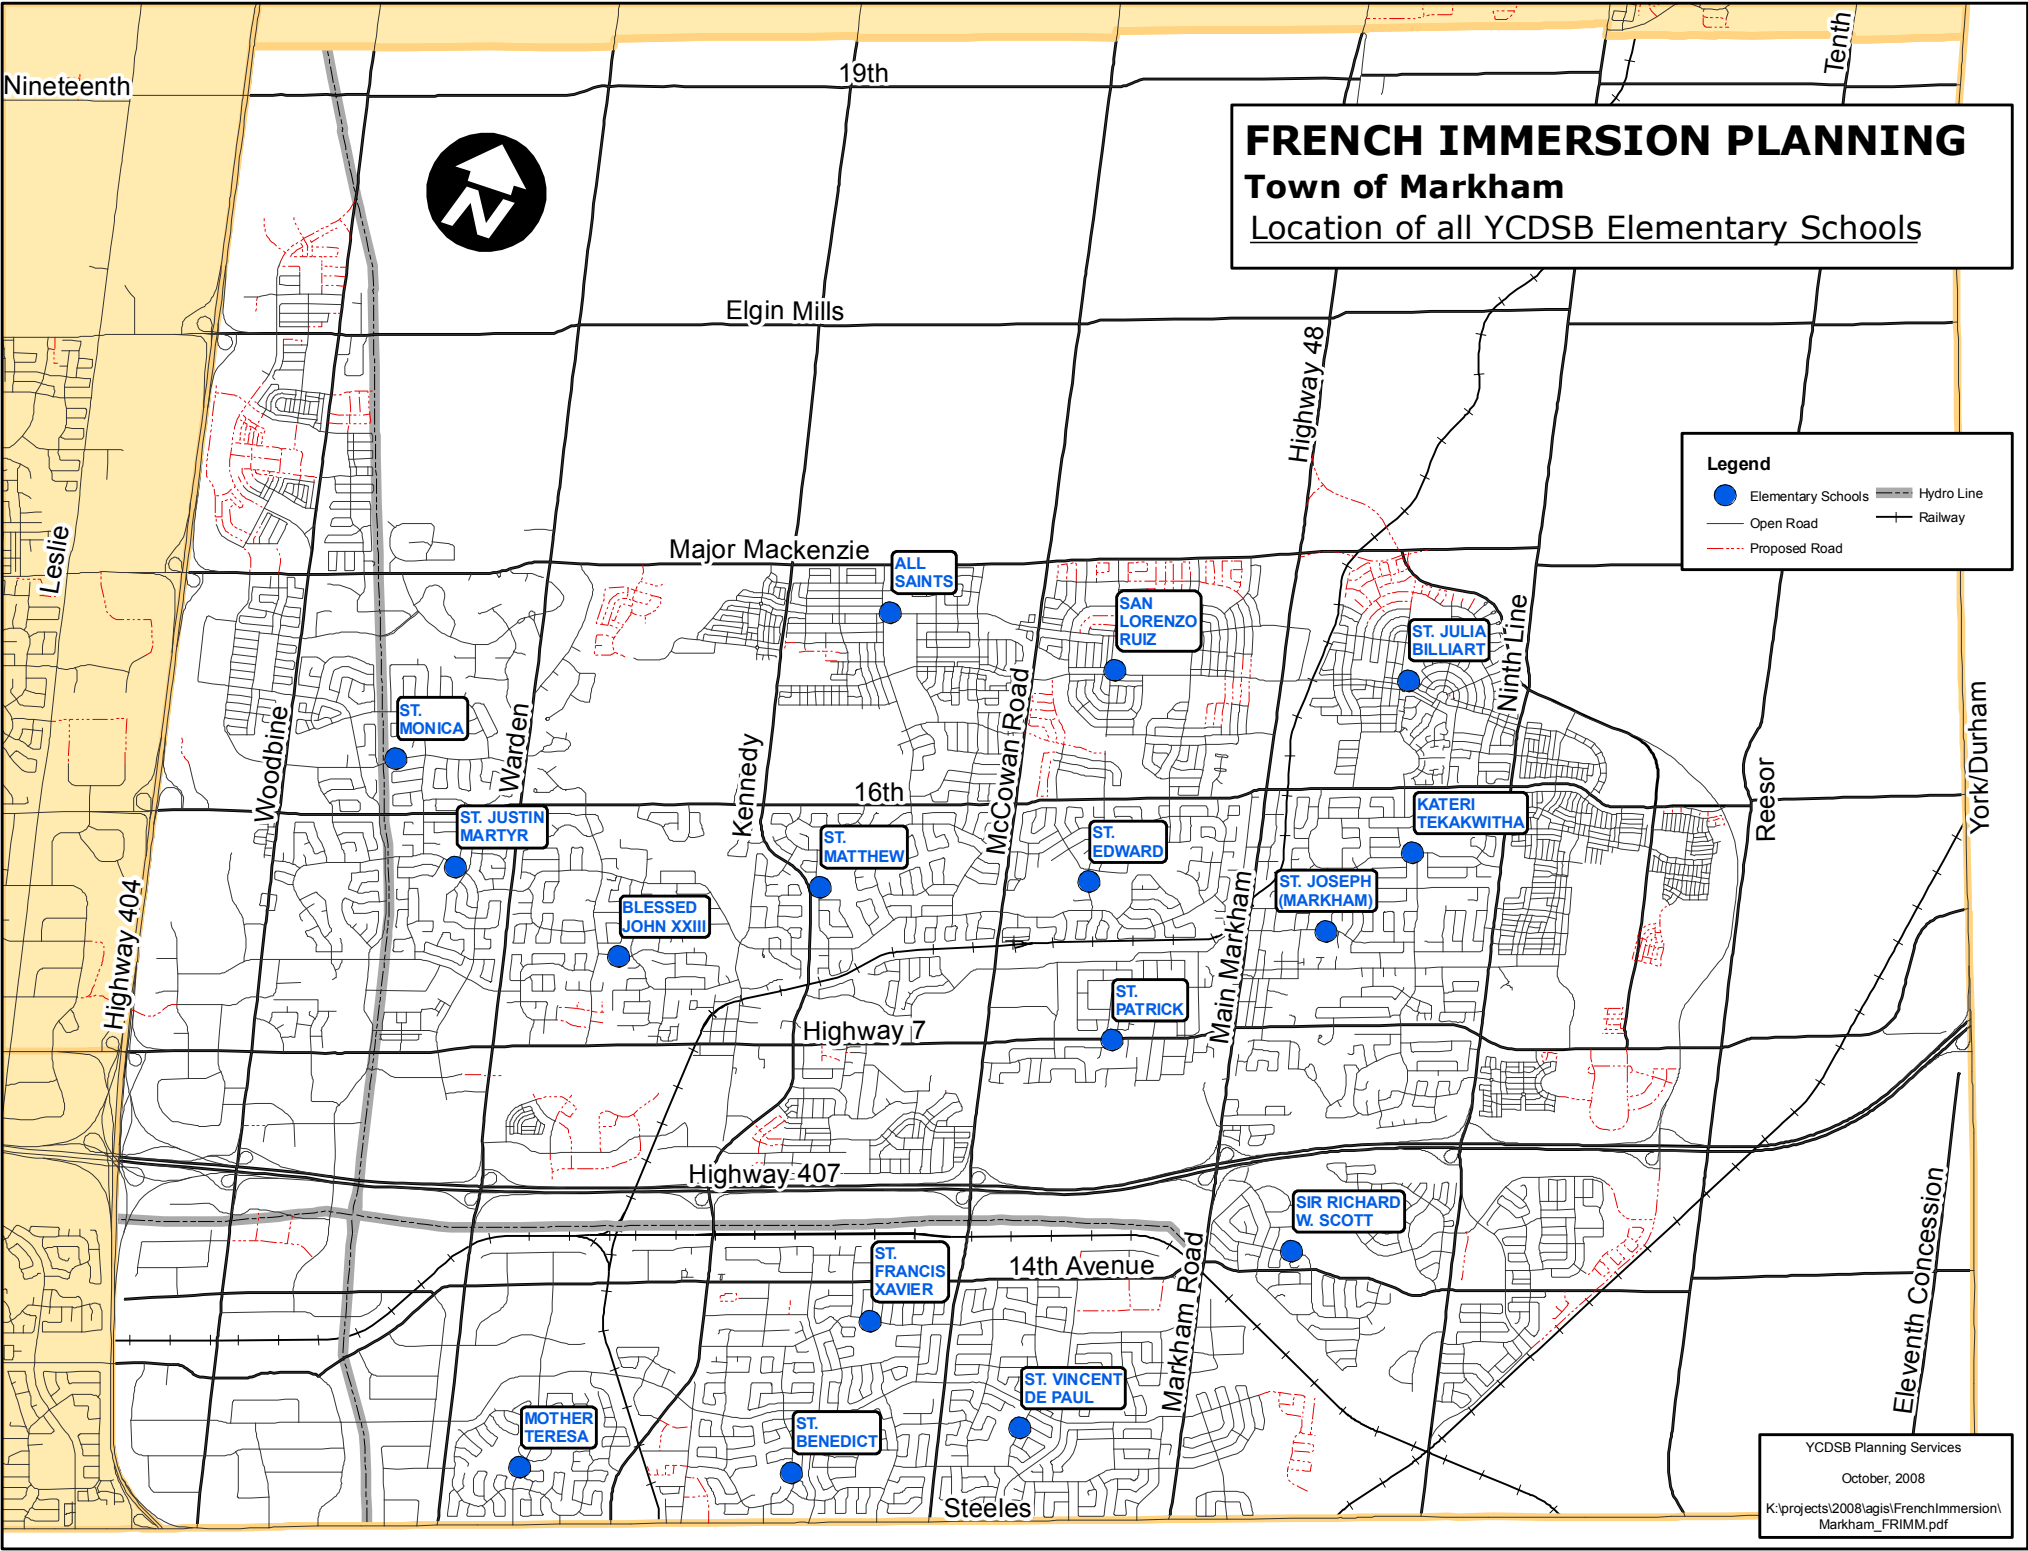 Nineteenth
19th
Tenth
FRENCH IMMERSION PLANNING
Town of Markham
Location of all YCDSB Elementary Schools
N
Elgin Mills
Highway 48
Legend
Elementary Schools
Hydro Line
Open Road
Railway
Proposed Road
Leslie
Major Mackenzie
ALL
SAINTS
SAN
LORENZO
RUIZ
ST. JULIA
BILLIART
Ninth Line
ST.
MONICA
Woodbine
Warden
Kennedy
McCowan Road
Reesor
York/Durham
16th
ST. JUSTIN
MARTYR
ST.
MATTHEW
ST.
EDWARD
KATERI
TEKAKWITHA
Highway 404
BLESSED
JOHN XXIII
ST. JOSEPH
(MARKHAM)
Main Markham
ST.
PATRICK
Highway 7
Highway 407
SIR RICHARD
W. SCOTT
ST.
FRANCIS
XAVIER
14th Avenue
Markham Road
Eleventh Concession
ST. VINCENT
DE PAUL
MOTHER
TERESA
ST.
BENEDICT
Steeles
YCDSB Planning Services
October, 2008
K:\projects\2008\agis\FrenchImmersion\
Markham_FRIMM.pdf